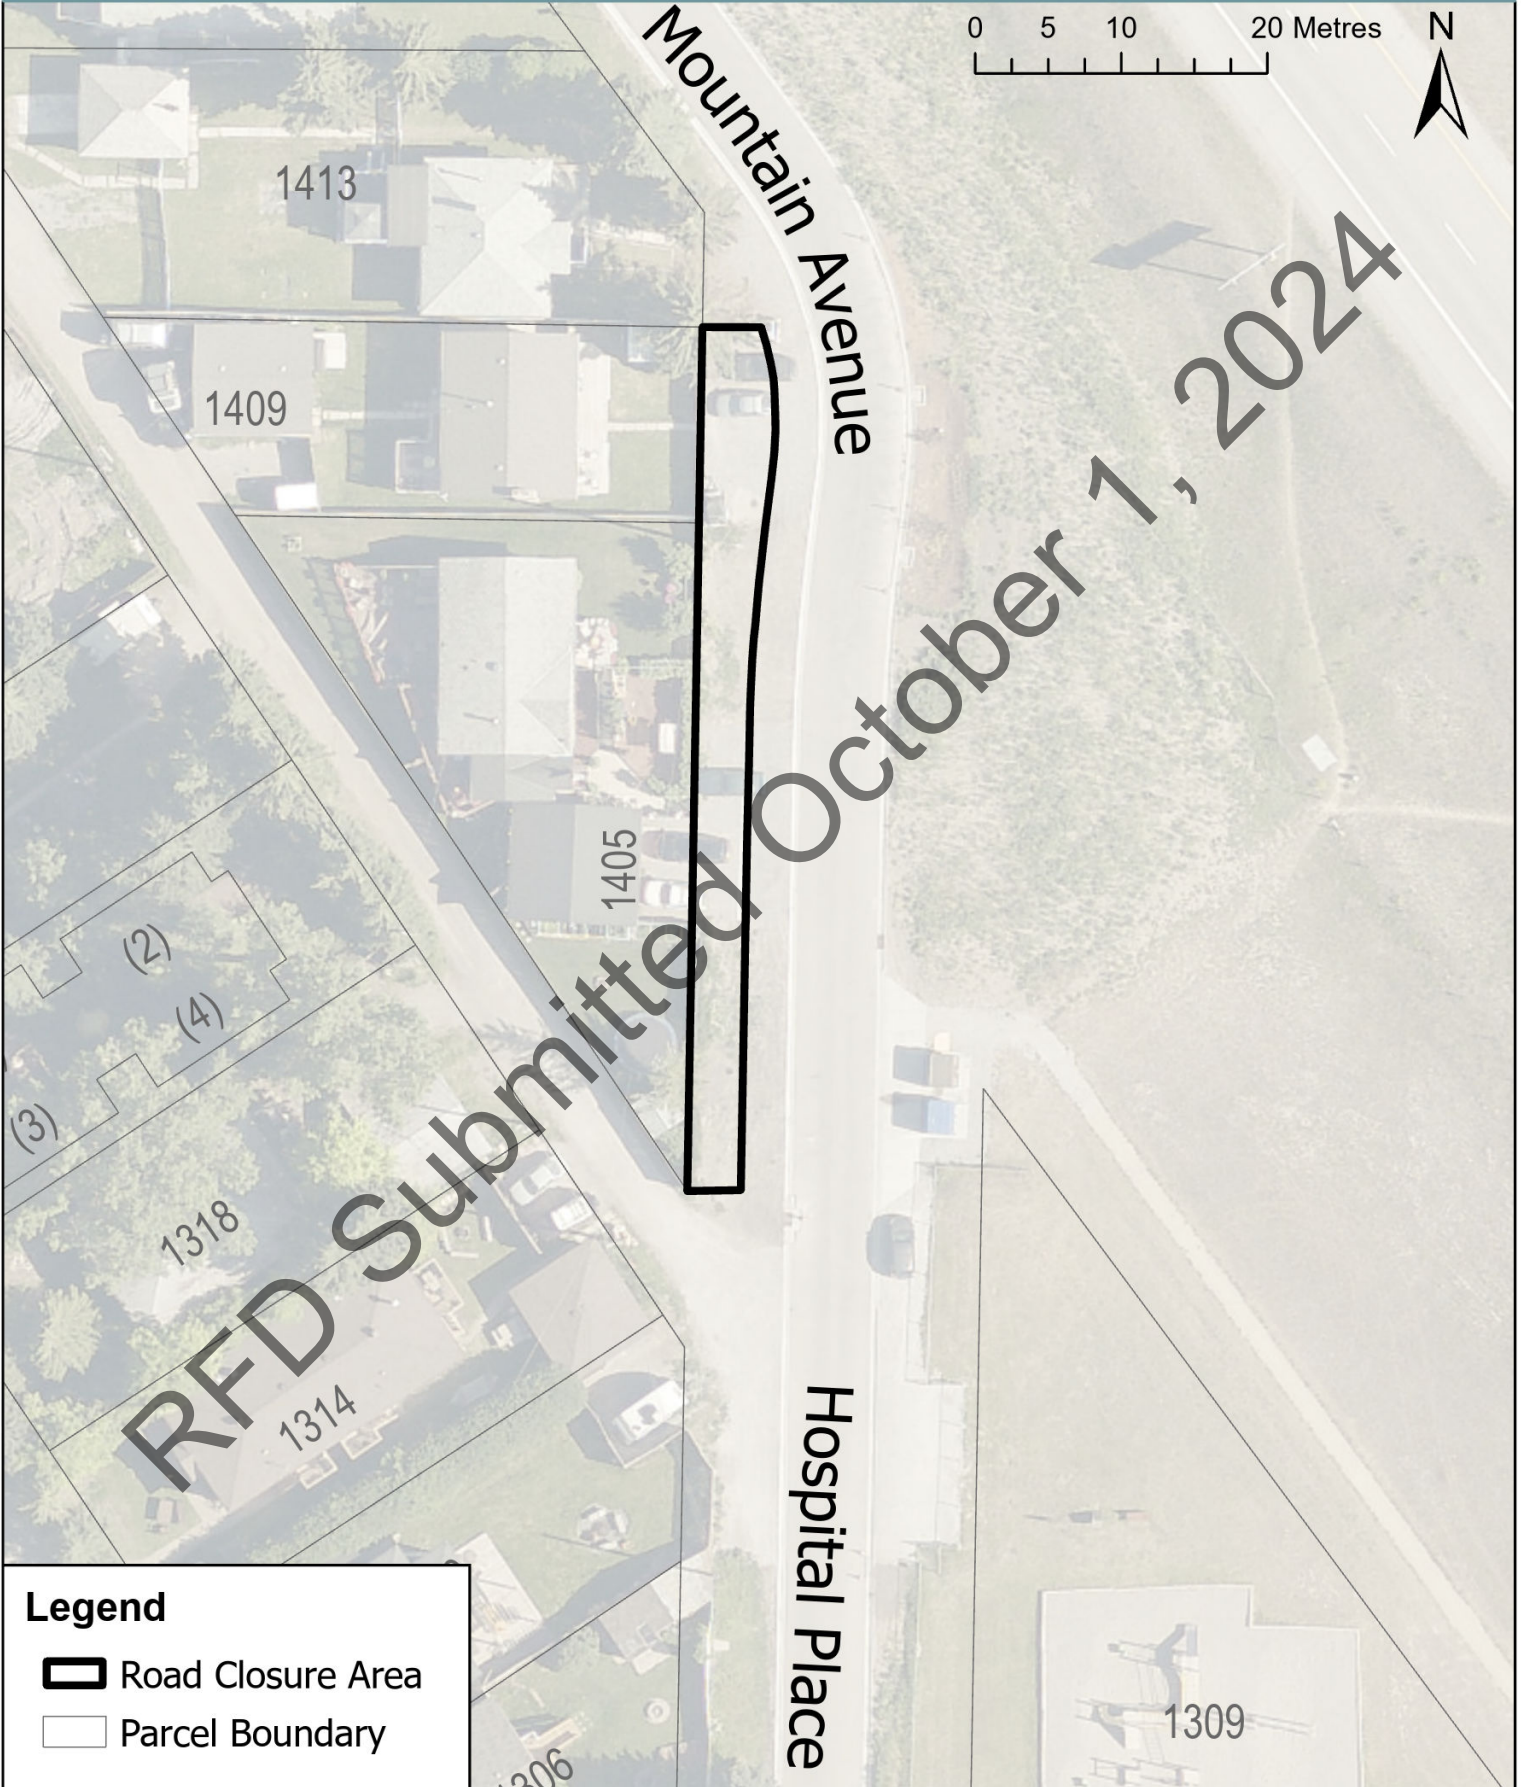 0 5 10 20 Metres
N
Mountain Avenue
1413
1409
1405
RFD Submitted October 1, 2024
(2)
(4)
(3)
1318
1314
Hospital Place
1309
Legend
Road Closure Area
Parcel Boundary